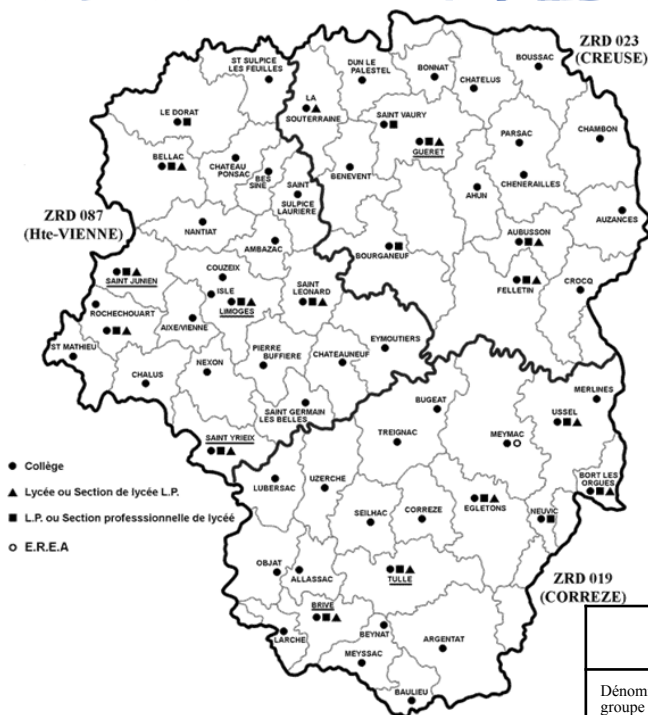 ZRD 023
(CREUSE)
ST SULPICE
LES FEUILLES
DUN LE
PALESTEL
BONNAT
CHATELUS
BOUSSAC
LE DORAT
LA
SOUTERRAINE
SAINT VAURY
GUERET
PARSAC
CHAMBON
BELLAC
CHATEAU
PONSAC
BES
SINE
SAINT
SULPICE
LAURIERE
BENEVENT
AHUN
CHENERAILLES
AUZANCES
ZRD 087
(Hte-VIENNE)
NANTIAT
AMBAZAC
BOURGANEUF
AUBUSSON
SAINT JUNIEN
COUZEIX
ISLE
LIMOGES
SAINT
LEONARD
FELLETIN
CROCQ
ROCHECHOUART
AIXE/VIENNE
ST MATHIEU
CHALUS
NEXON
PIERRE
BUFFIERE
CHATEAUNEUF
EYMOUTIERS
SAINT GERMAIN
LES BELLES
BUGEAT
MERLINES
SAINT YRIEIX
TREIGNAC
MEYMAC
USSEL
Collège
Lycée ou Section de lycée L.P.
L.P. ou Section professsionnelle de lycéé
E.R.E.A
LUBERSAC
UZERCHE
SEILHAC
CORREZE
EGLETONS
NEUVIC
BORT LES
ORGUES
OBJAT
ALLASSAC
TULLE
ZRD 019
(CORREZE)
BRIVE
LARCHE
BEYNAT
MEYSSAC
ARGENTAT
BAULIEU
Dénom
groupe